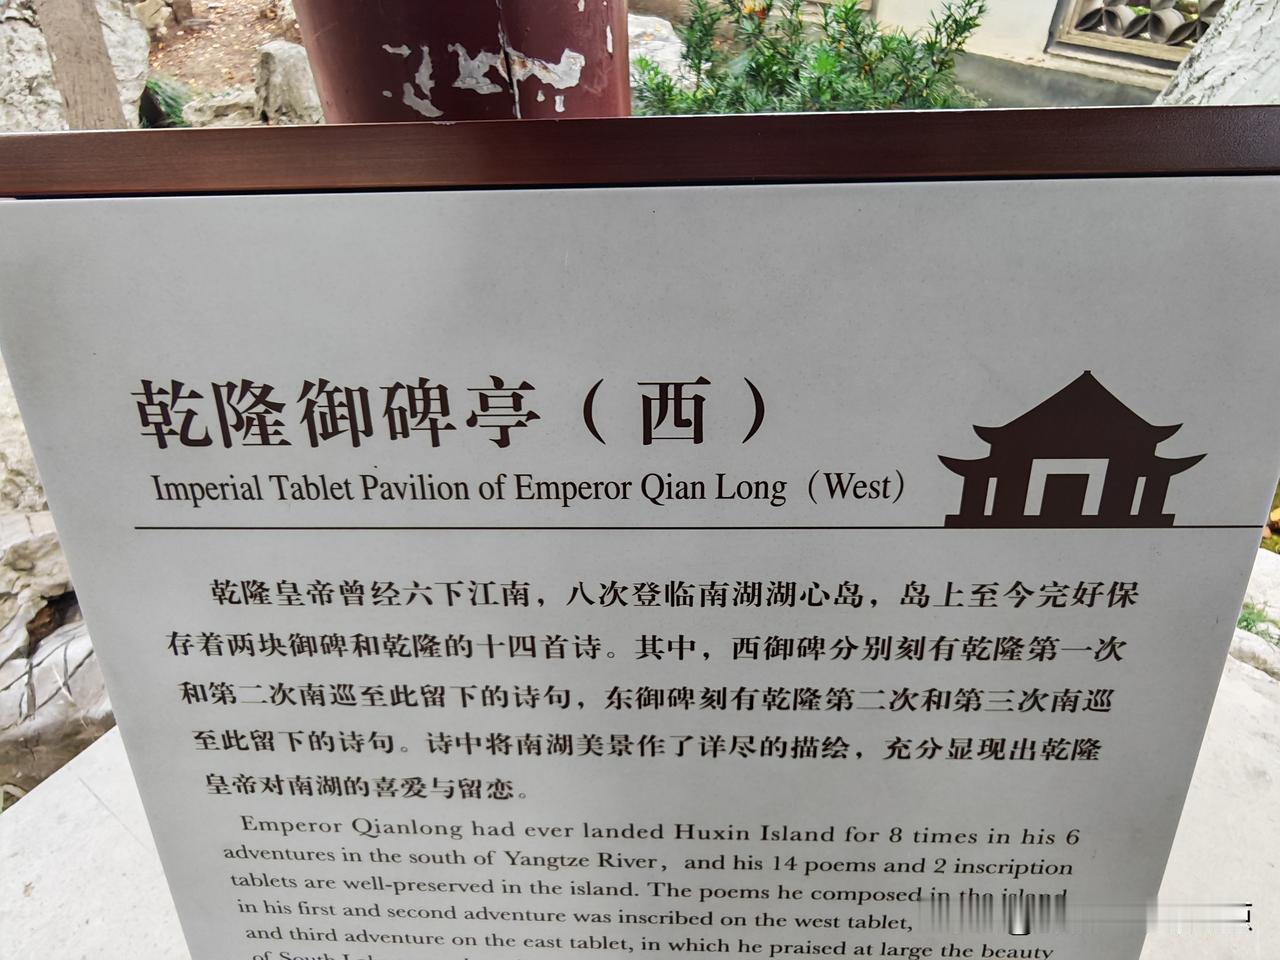 乾隆御碑亭（西）
Imperial Tablet Pavilion of Emperor Qian Long（West）
乾隆皇帝曾经六下江南，八次登临南湖湖心岛，岛上至今完好保
存着两块御碑和乾隆的十四首诗。其中，西御碑分别刻有乾隆第一次
和第二次南巡至此留下的诗句，东御碑刻有乾隆第二次和第三次南巡
至此留下的诗句。诗中将南湖美景作了详尽的描绘，充分显现出乾隆
皇帝对南湖的喜爱与留恋。
Emperor Qianlong had ever landed Huxin Island for 8 times in his 6
adventures in the south of Yangtze River，and his 14 poems and 2 inscription
tablets are well-preserved in the island. The poems he composed in the island
in his first and second adventure was inscribed on the west tablet,
and third adventure on the east tablet, in which he praised at large the beauty
of South